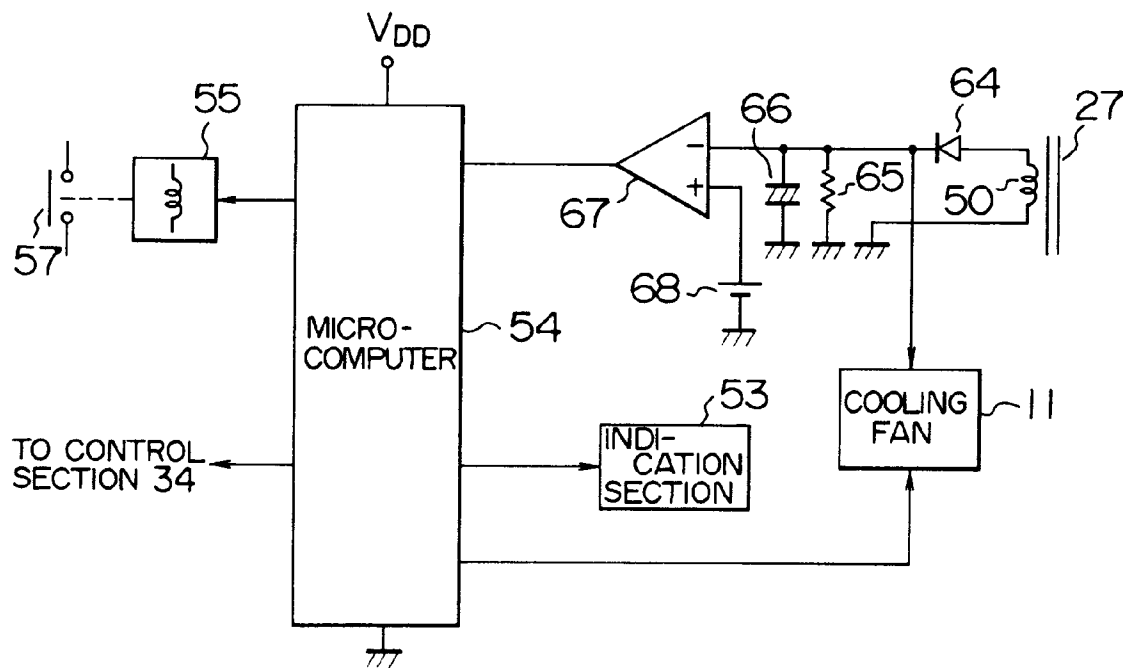 VDD
55
64
27
66
-
+
65
50
67
57
68
MICRO-
COMPUTER
54
53
COOLING
FAN
11
INDI-
CATION
SECTION
TO CONTROL
SECTION 34